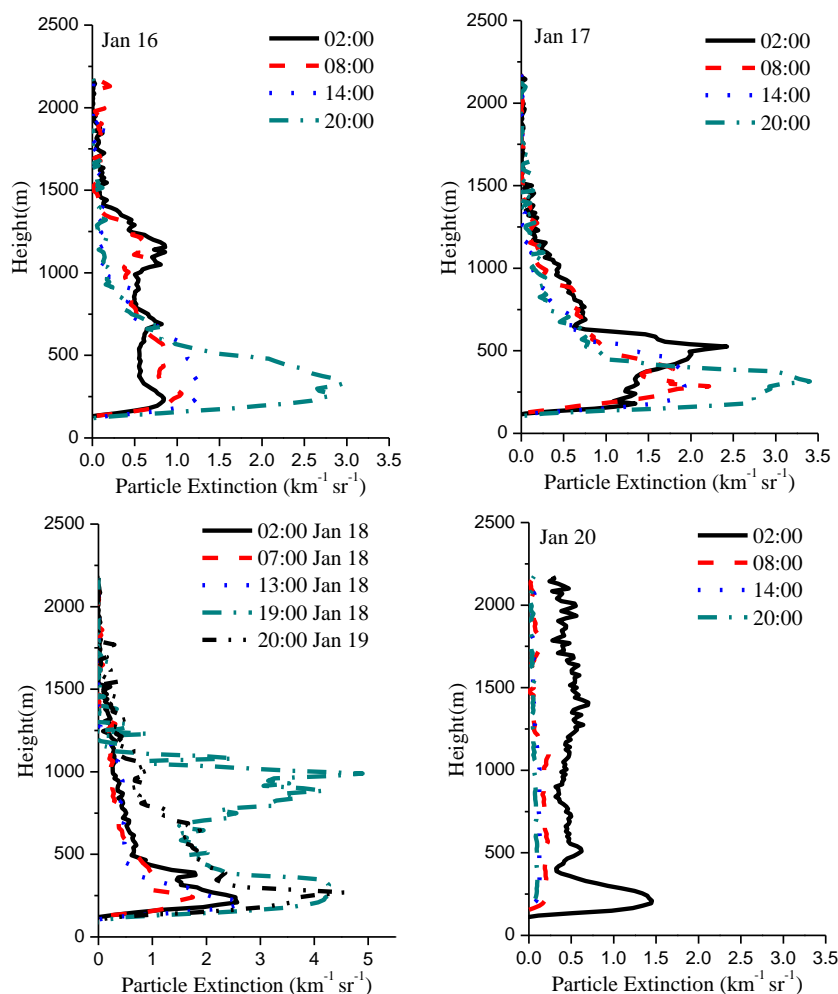 Jan 16
02:00
08:00
14:00
20:00
2500
2000
1500
1000
500
0
Height(m)
0.0 0.5 1.0 1.5 2.0 2.5 3.0 3.5
Particle Extinction (km-1 sr-1)
Jan 17
02:00
08:00
14:00
20:00
2500
2000
1500
1000
500
0
Height(m)
0.0 0.5 1.0 1.5 2.0 2.5 3.0 3.5
Particle Extinction (km-1 sr-1)
02:00 Jan 18
07:00 Jan 18
13:00 Jan 18
19:00 Jan 18
20:00 Jan 19
2500
2000
1500
1000
500
0
Height(m)
0 1 2 3 4 5
Particle Extinction (km-1 sr-1)
Jan 20
02:00
08:00
14:00
20:00
2500
2000
1500
1000
500
0
Height(m)
0.0 0.5 1.0 1.5 2.0 2.5 3.0 3.5
Particle Extinction (km-1 sr-1)